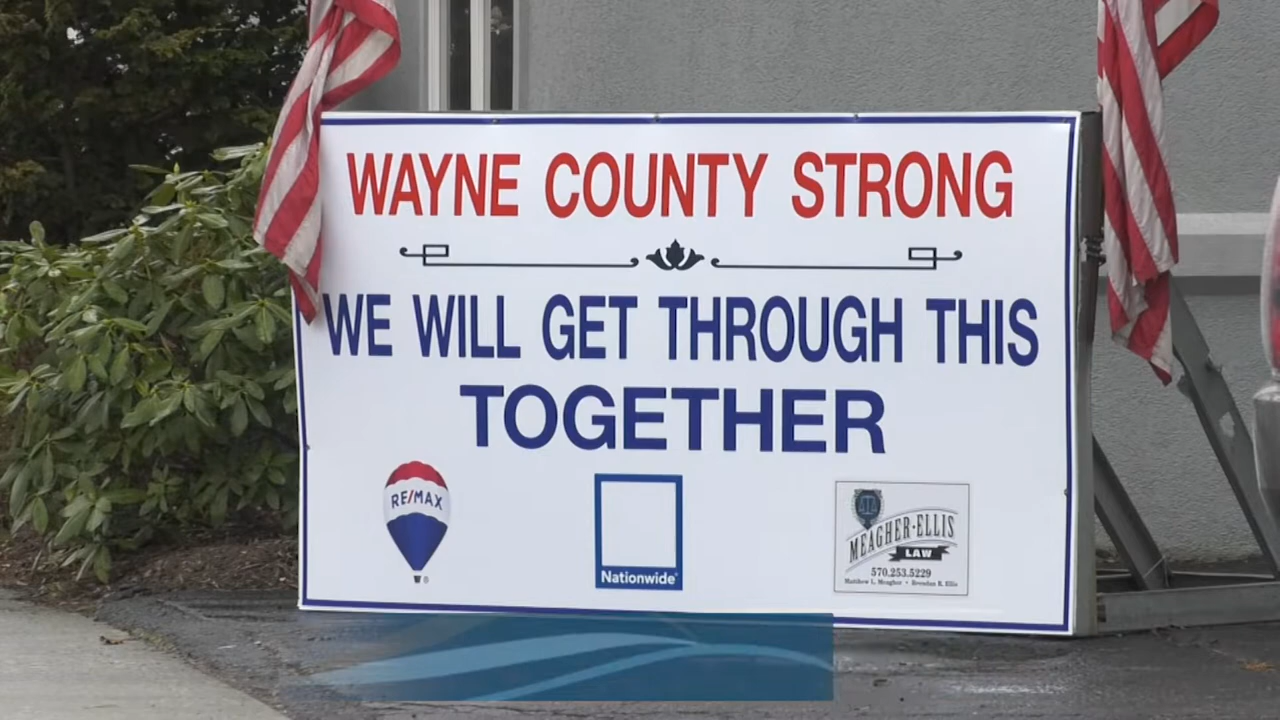 WAYNE COUNTY STRONG
WE WILL GET THROUGH THIS
TOGETHER
RE/MAX
®
Nationwide®
MEAGHER·ELLIS
LAW
570.253.5229
Matthew L. Meagher • Brendan R. Ellis